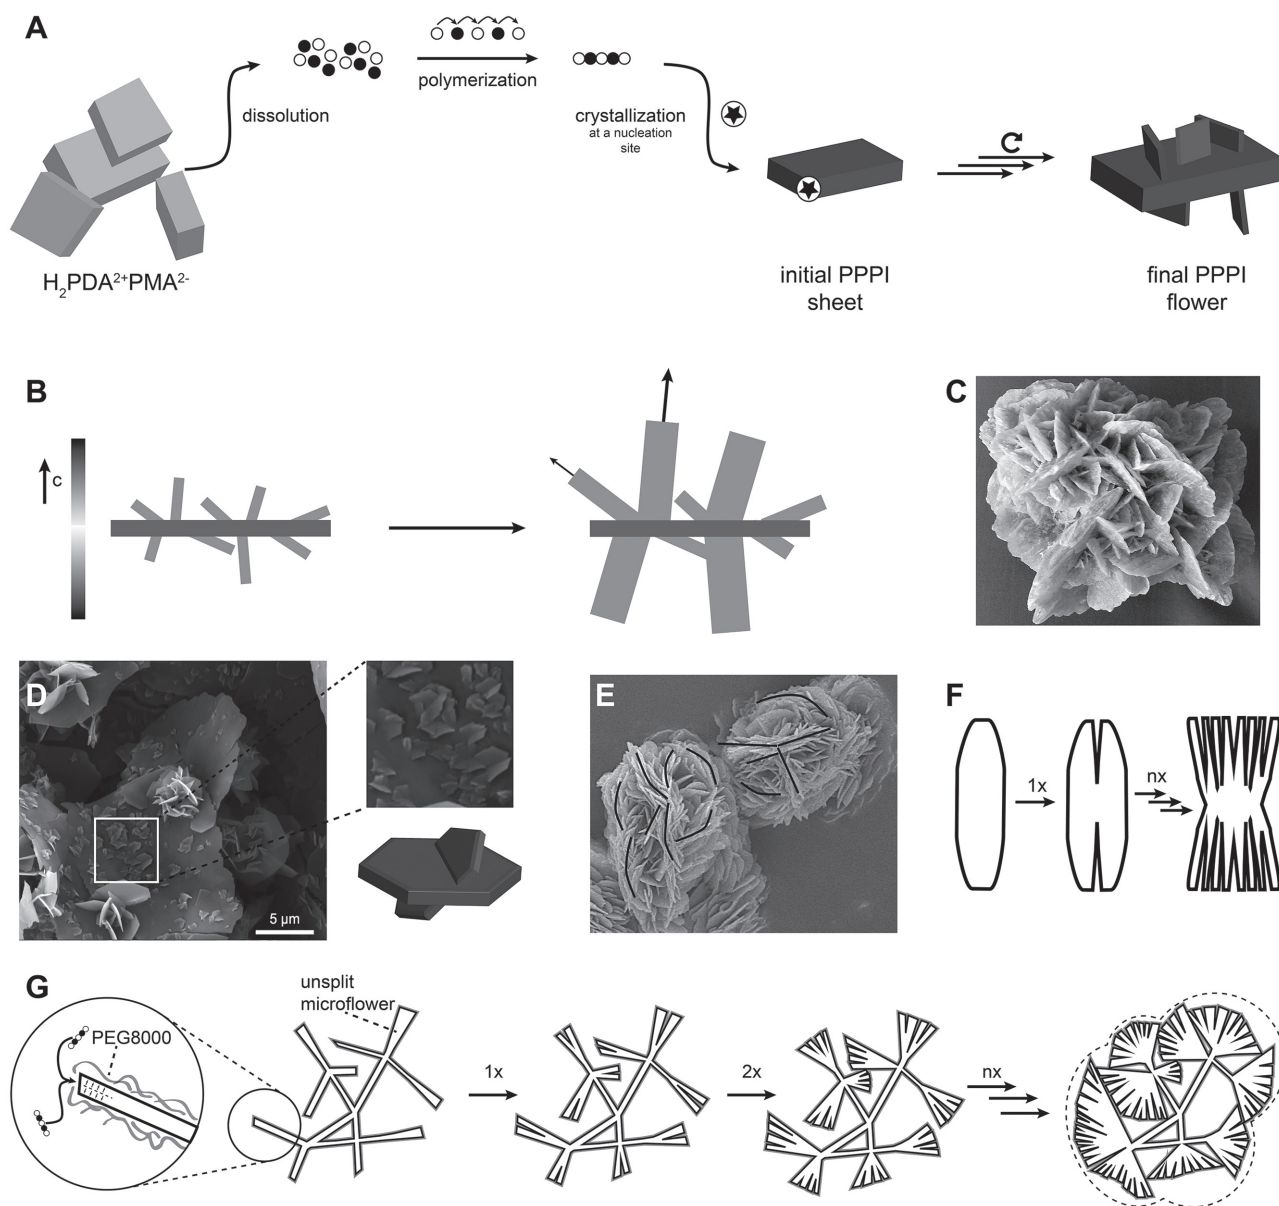 A
dissolution
polymerization
crystallization
at a nucleation
site
H₂PDA²⁺PMA²⁻
initial PPPI
sheet
final PPPI
flower
B
c
C
D
5 µm
E
F
1x
nx
G
PEG8000
unsplit
microflower
1x
2x
nx